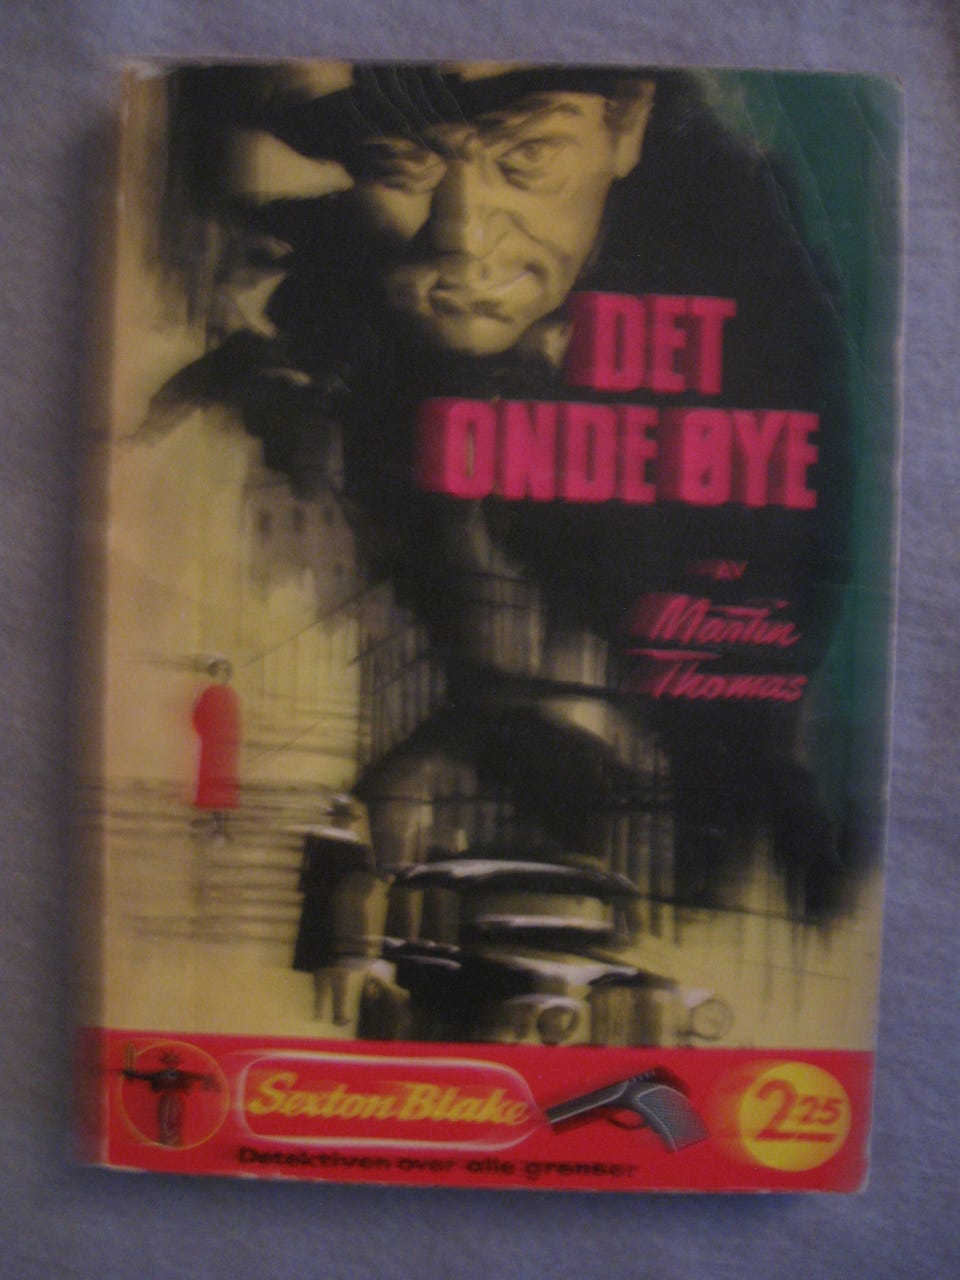 DET
ONDE ØYE
AV
Martin
Thomas
Sexton Blake
2 25
Detektiven over alle grenser